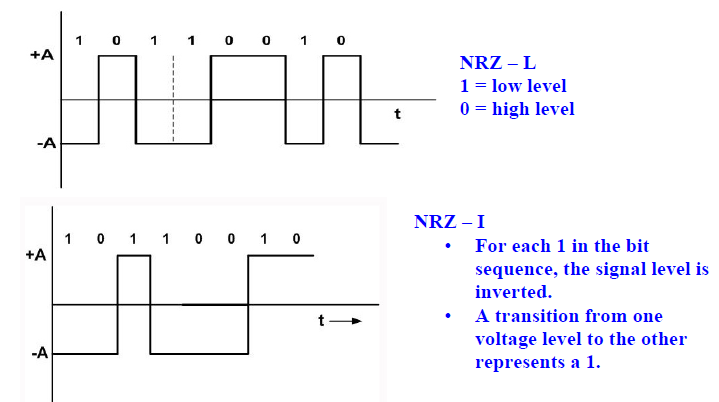 1 0 1 1 0 0 1 0
+A
t
-A
NRZ – L
1 = low level
0 = high level
1 0 1 1 0 0 1 0
+A
t
-A
NRZ – I
• For each 1 in the bit
sequence, the signal level is
inverted.
• A transition from one
voltage level to the other
represents a 1.